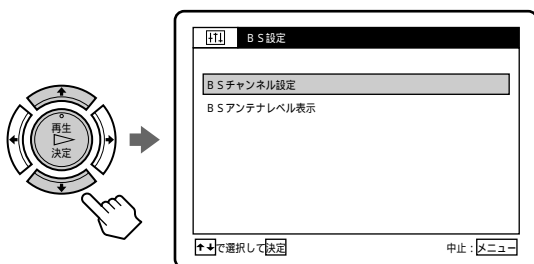 BS設定
BSチャンネル設定
BSアンテナレベル表示
再生
決定
↑↓で選択して決定
中止:メニュー